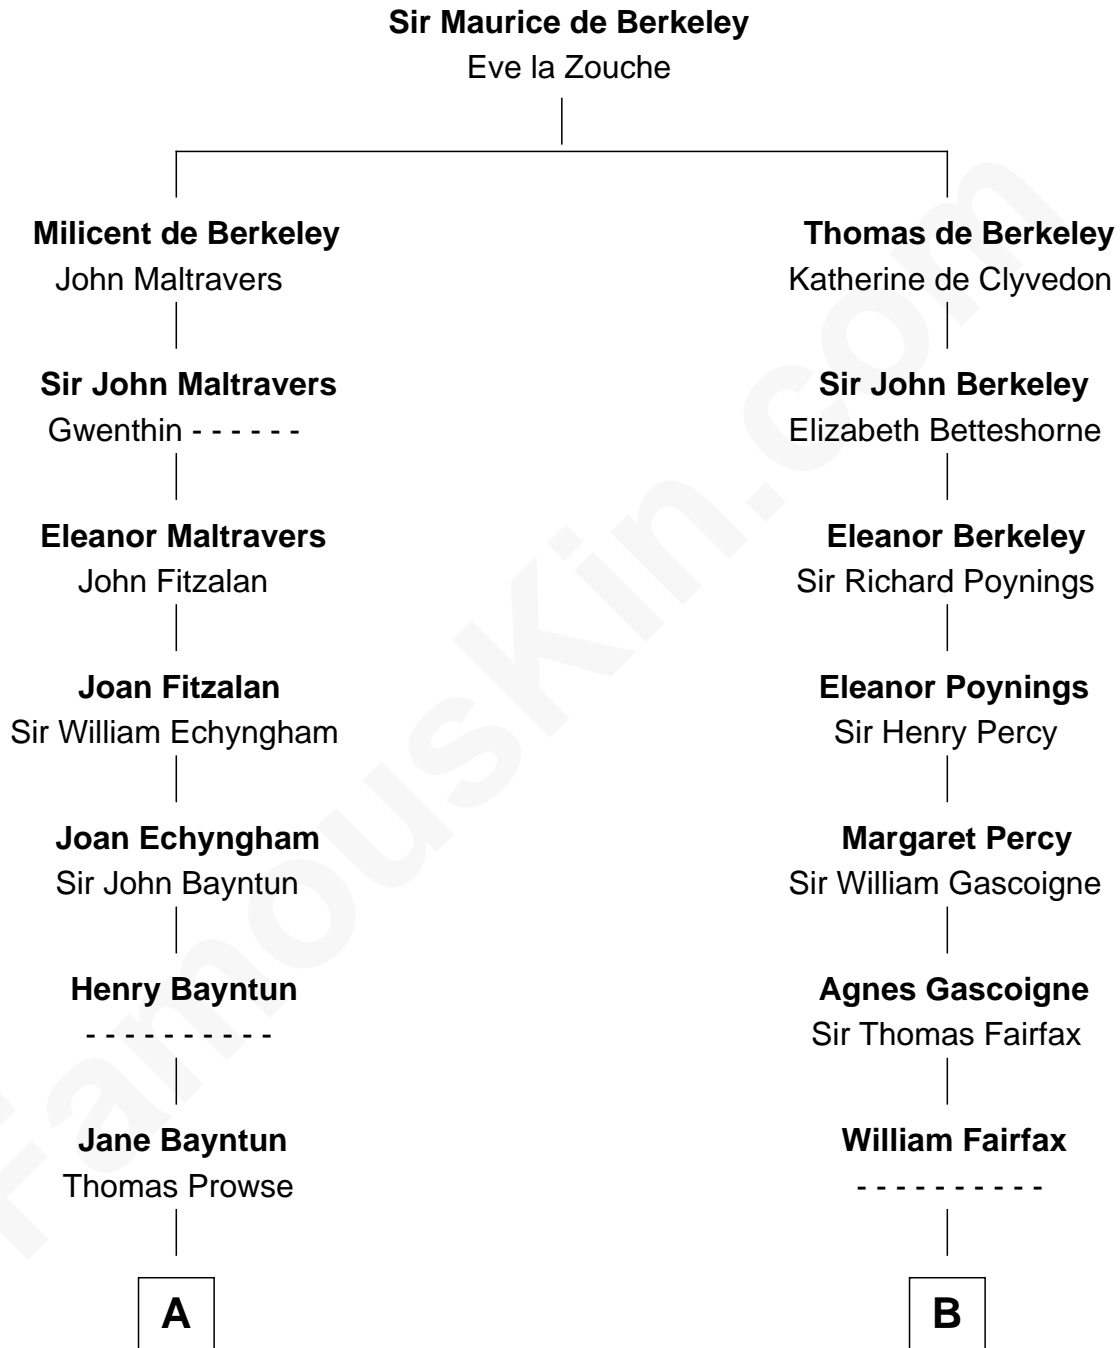 Sir Maurice de Berkeley
Eve la Zouche
Milicent de Berkeley
John Maltravers
Thomas de Berkeley
Katherine de Clyvedon
Sir John Maltravers
Gwenthin - - - - - -
Sir John Berkeley
Elizabeth Betteshorne
Eleanor Maltravers
John Fitzalan
Eleanor Berkeley
Sir Richard Poynings
Joan Fitzalan
Sir William Echyngham
Eleanor Poynings
Sir Henry Percy
Joan Echyngham
Sir John Bayntun
Margaret Percy
Sir William Gascoigne
Henry Bayntun
- - - - - - - - - -
Agnes Gascoigne
Sir Thomas Fairfax
Jane Bayntun
Thomas Prowse
William Fairfax
- - - - - - - - - -
A
B
FamousKin.com